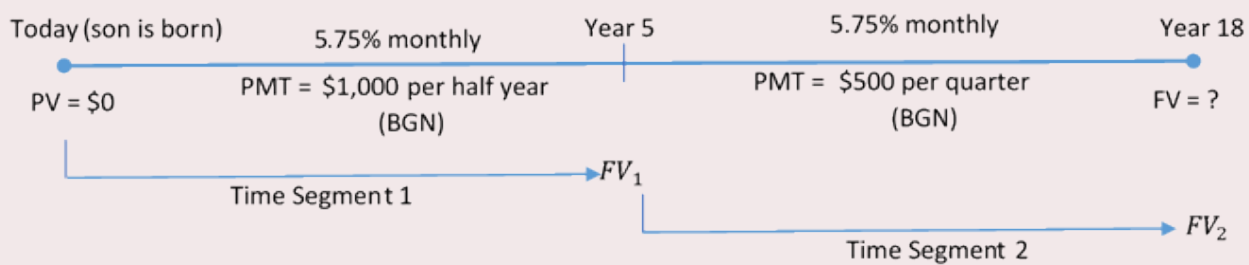 Today (son is born)
5.75% monthly
Year 5
5.75% monthly
Year 18
PV = $0
PMT = $1,000 per half year
(BGN)
PMT = $500 per quarter
(BGN)
FV = ?
FV₁
Time Segment 1
FV₂
Time Segment 2